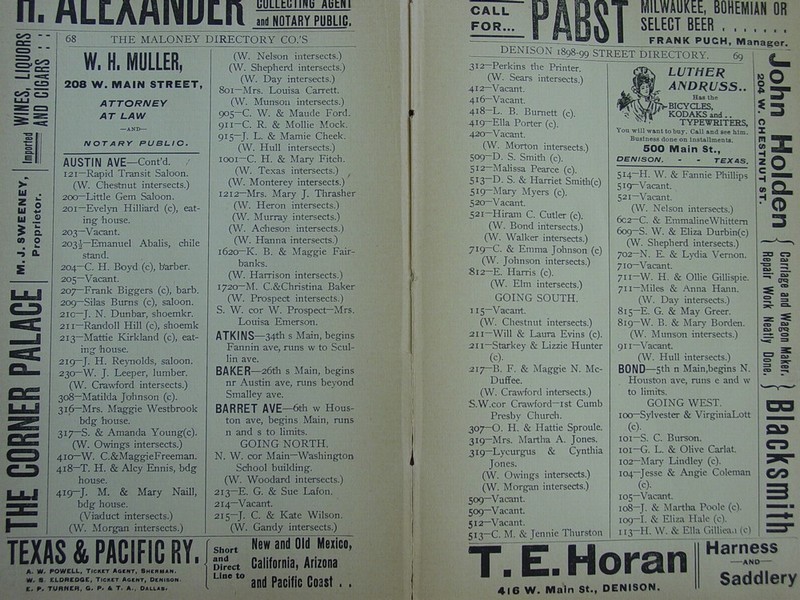 H. ALEXANDER
COLLECTING AGENT
and NOTARY PUBLIC,
68 THE MALONEY DIRECTORY CO.'S
Imported WINES, LIQUORS
AND CIGARS : :
M. J. SWEENEY,
Proprietor.
THE CORNER PALACE
W. H. MULLER,
208 W. MAIN STREET,
ATTORNEY
AT LAW
—AND—
NOTARY PUBLIC.
AUSTIN AVE—Cont'd.
121—Rapid Transit Saloon.
(W. Chestnut intersects.)
200—Little Gem Saloon.
201—Evelyn Hilliard (c), eat-
ing house.
203—Vacant.
203½—Emanuel Abalis, chile
stand.
204—C. H. Boyd (c), barber.
205—Vacant.
207—Frank Biggers (c), barb.
209—Silas Burns (c), saloon.
21c—J. N. Dunbar, shoemkr.
211—Randoll Hill (c), shoemk
213—Mattie Kirkland (c), eat-
ing house.
219—J. H. Reynolds, saloon.
230—W. J. Leeper, lumber.
(W. Crawford intersects.)
308—Matilda Johnson (c).
316—Mrs. Maggie Westbrook
bdg house.
317—S. & Amanda Young(c).
(W. Owings intersects.)
410—W. C.&MaggieFreeman.
418—T. H. & Alcy Ennis, bdg
house.
419—J. M. & Mary Naill,
bdg house.
(Viaduct intersects.)
(W. Morgan intersects.)
(W. Nelson intersects.)
(W. Shepherd intersects.)
(W. Day intersects.)
801—Mrs. Louisa Carrett.
(W. Munson intersects.)
905—C. W. & Maude Ford.
911—C. R. & Mollie Mock.
915—J. L. & Mamie Cheek.
(W. Hull intersects.)
1001—C. H. & Mary Fitch.
(W. Texas intersects.)
(W. Monterey intersects.)
1212—Mrs. Mary J. Thrasher
(W. Heron intersects.)
(W. Murray intersects.)
(W. Acheson intersects.)
(W. Hanna intersects.)
1620—K. B. & Maggie Fair-
banks.
(W. Harrison intersects.)
1720—M. C.&Christina Baker
(W. Prospect intersects.)
S. W. cor W. Prospect—Mrs.
Louisa Emerson.
ATKINS—34th s Main, begins
Fannin ave, runs w to Scul-
lin ave.
BAKER—26th s Main, begins
nr Austin ave, runs beyond
Smalley ave.
BARRET AVE—6th w Hous-
ton ave, begins Main, runs
n and s to limits.
GOING NORTH.
N. W. cor Main—Washington
School building.
(W. Woodard intersects.)
213—E. G. & Sue Lafon.
214—Vacant.
215—J. C. & Kate Wilson.
(W. Gandy intersects.)
TEXAS & PACIFIC RY.
A. W. POWELL, TICKET AGENT, SHERMAN.
W. S. ELDREDGE, TICKET AGENT, DENISON.
E. P. TURNER, G. P. & T. A., DALLAS.
Short
and
Direct
Line to
New and Old Mexico,
California, Arizona
and Pacific Coast . .
CALL
FOR...
PABST
MILWAUKEE, BOHEMIAN OR
SELECT BEER . . . . . . .
FRANK PUCH, Manager.
DENISON 1898-99 STREET DIRECTORY. 69
312—Perkins the Printer.
(W. Sears intersects.)
412—Vacant.
416—Vacant.
418—L. B. Burnett (c).
419—Ella Porter (c).
420—Vacant.
(W. Morton intersects.)
509—D. S. Smith (c).
512—Malissa Pearce (c).
513—D. S. & Harriet Smith(c)
519—Mary Myers (c).
520—Vacant.
521—Hiram C. Cutler (c).
(W. Bond intersects.)
(W. Walker intersects.)
719—C. & Emma Johnson (c)
(W. Johnson intersects.)
812—E. Harris (c).
(W. Elm intersects.)
GOING SOUTH.
115—Vacant.
(W. Chestnut intersects.)
211—Will & Laura Evins (c).
211—Starkey & Lizzie Hunter
(c).
217—B. F. & Maggie N. Mc-
Duffee.
(W. Crawford intersects.)
S.W.cor Crawford—1st Cumb
Presby Church.
307—O. H. & Hattie Sproule.
319—Mrs. Martha A. Jones.
319—Lycurgus & Cynthia
Jones.
(W. Owings intersects.)
(W. Morgan intersects.)
509—Vacant.
509—Vacant.
512—Vacant.
513—C. M. & Jennie Thurston
LUTHER
ANDRUSS..
Has the
BICYCLES,
KODAKS and . .
TYPEWRITERS,
You will want to buy. Call and see him.
Business done on installments.
500 Main St.,
DENISON. - - TEXAS.
514—H. W. & Fannie Phillips
519—Vacant.
521—Vacant.
(W. Nelson intersects.)
602—C. & EmmalineWhittem
609—S. W. & Eliza Durbin(c)
(W. Shepherd intersects.)
702—N. E. & Lydia Vernon.
710—Vacant.
711—W. H. & Ollie Gillispie.
711—Miles & Anna Hann.
(W. Day intersects.)
815—E. G. & May Greer.
819—W. B. & Mary Borden.
(W. Munson intersects.)
911—Vacant.
(W. Hull intersects.)
BOND—5th n Main,begins N.
Houston ave, runs e and w
to limits.
GOING WEST.
100—Sylvester & VirginiaLott
(c).
101—S. C. Burson.
101—G. L. & Olive Carlat.
102—Mary Lindley (c).
104—Jesse & Angie Coleman
(c).
105—Vacant.
108—J. & Martha Poole (c).
109—I. & Eliza Hale (c).
113—W. H. & Ella Gilliean (c)
John Holden
204 W. CHESTNUT ST.
Carriage and Wagon Maker.
Repair Work Neatly Done.
Blacksmith
T. E. Horan
416 W. Main St., DENISON.
Harness
—AND—
Saddlery